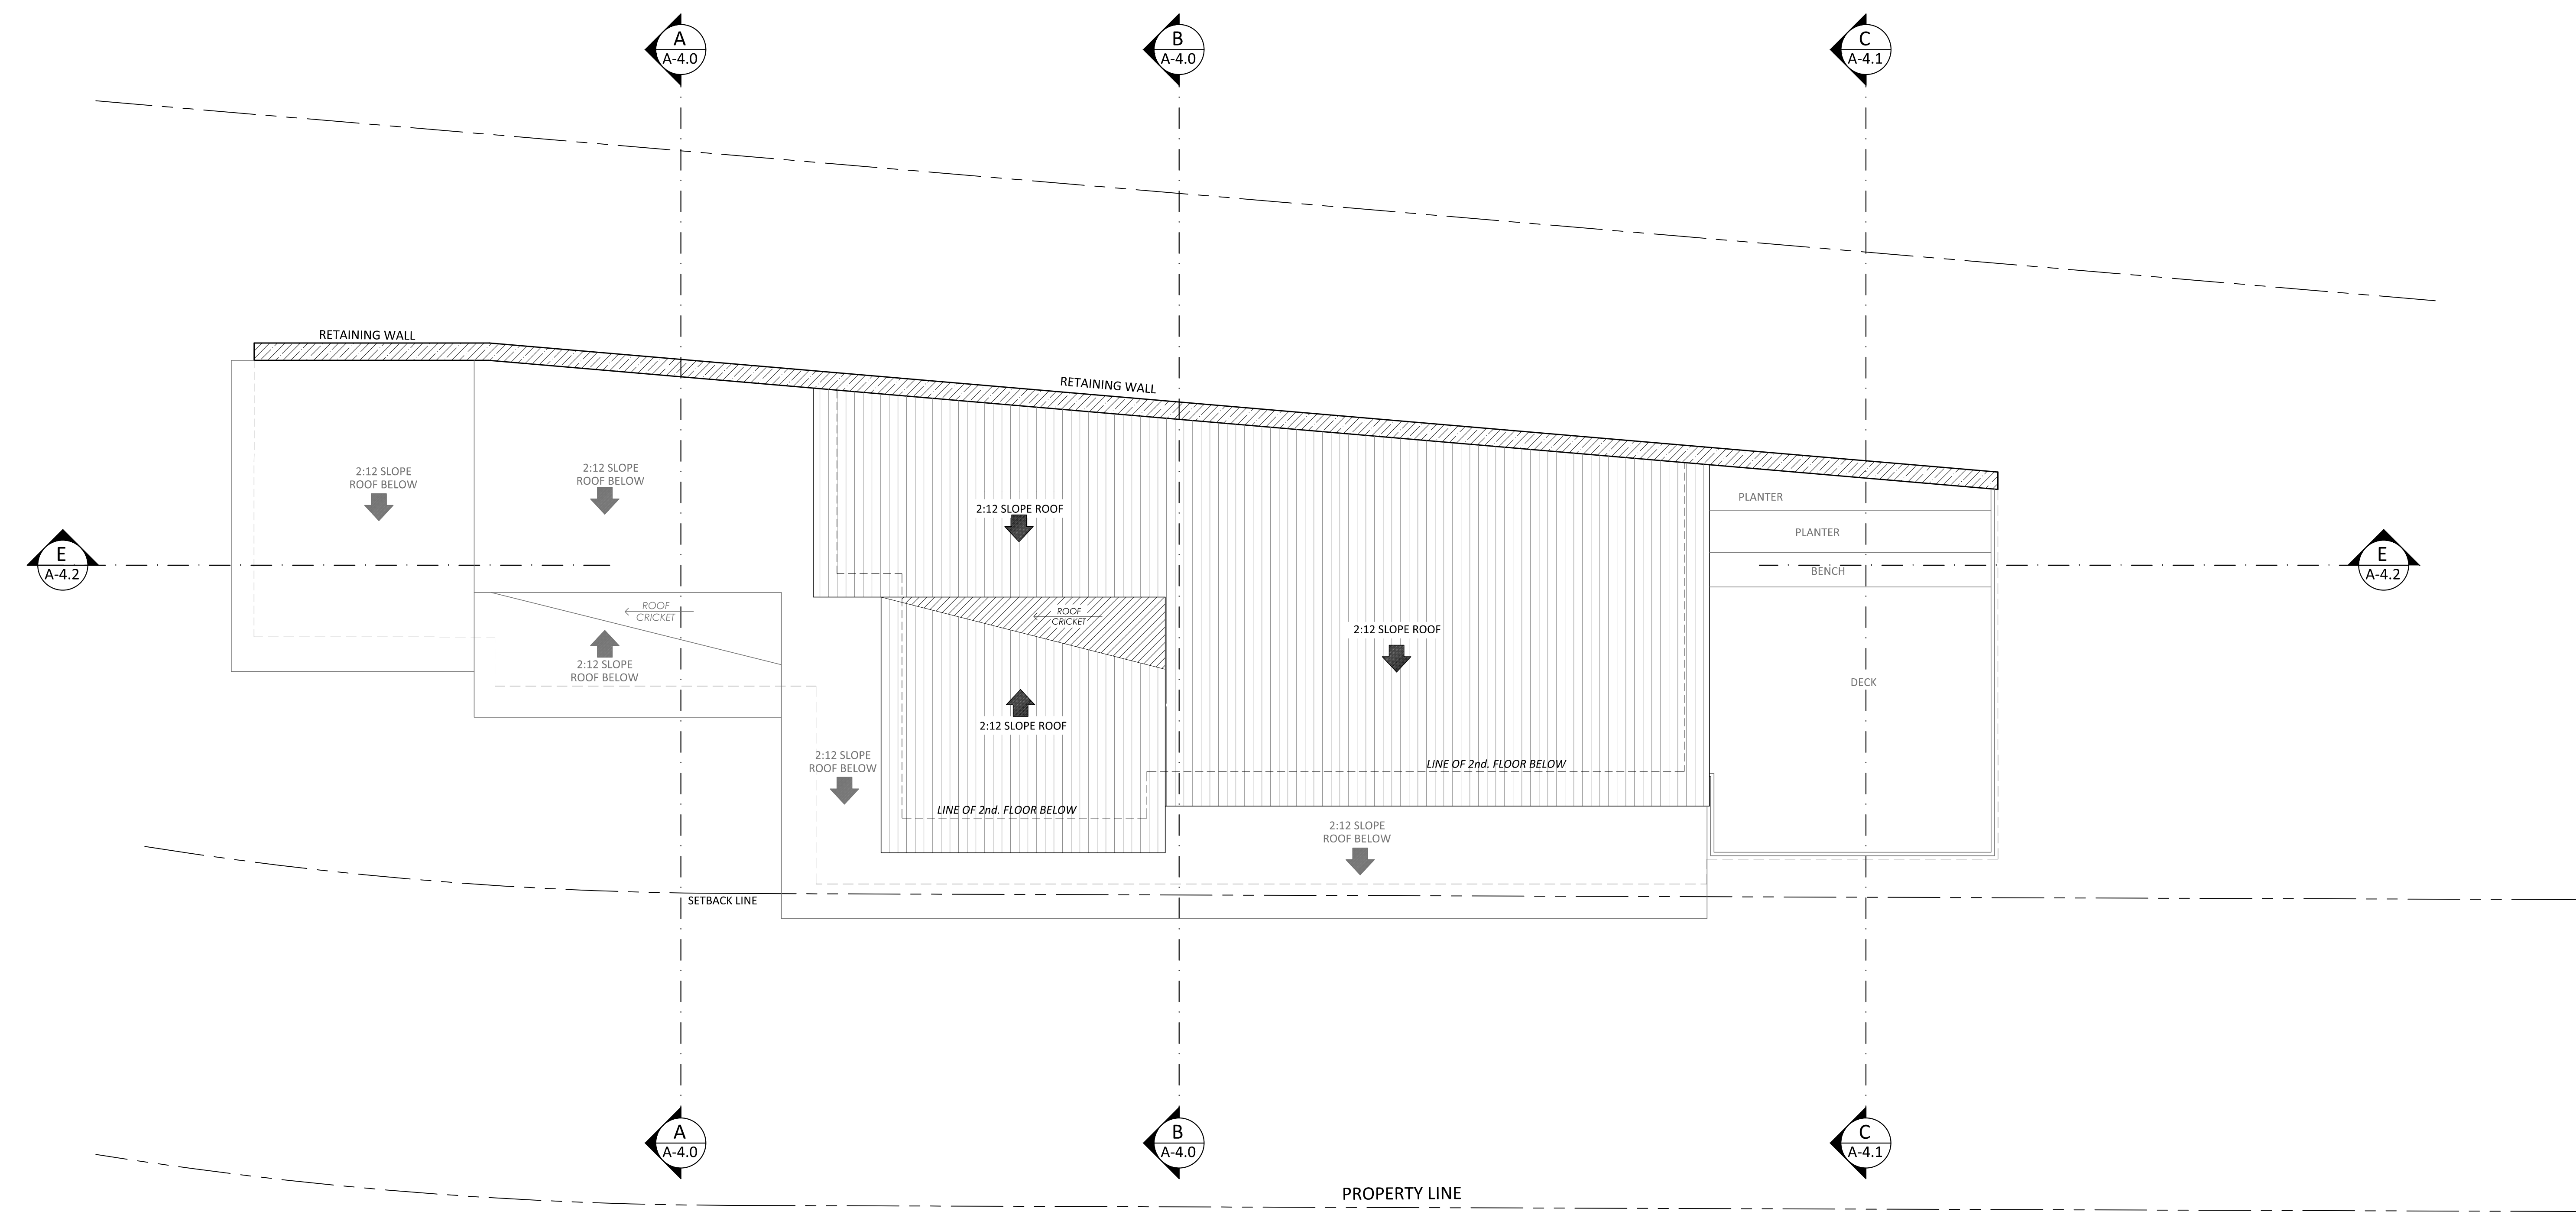 A
A-4.0
B
A-4.0
C
A-4.1
RETAINING WALL
RETAINING WALL
2:12 SLOPE
ROOF BELOW
2:12 SLOPE
ROOF BELOW
2:12 SLOPE ROOF
PLANTER
PLANTER
BENCH
E
A-4.2
E
A-4.2
ROOF
CRICKET
ROOF
CRICKET
2:12 SLOPE ROOF
2:12 SLOPE
ROOF BELOW
DECK
2:12 SLOPE ROOF
2:12 SLOPE
ROOF BELOW
LINE OF 2nd. FLOOR BELOW
LINE OF 2nd. FLOOR BELOW
2:12 SLOPE
ROOF BELOW
SETBACK LINE
A
A-4.0
B
A-4.0
C
A-4.1
PROPERTY LINE